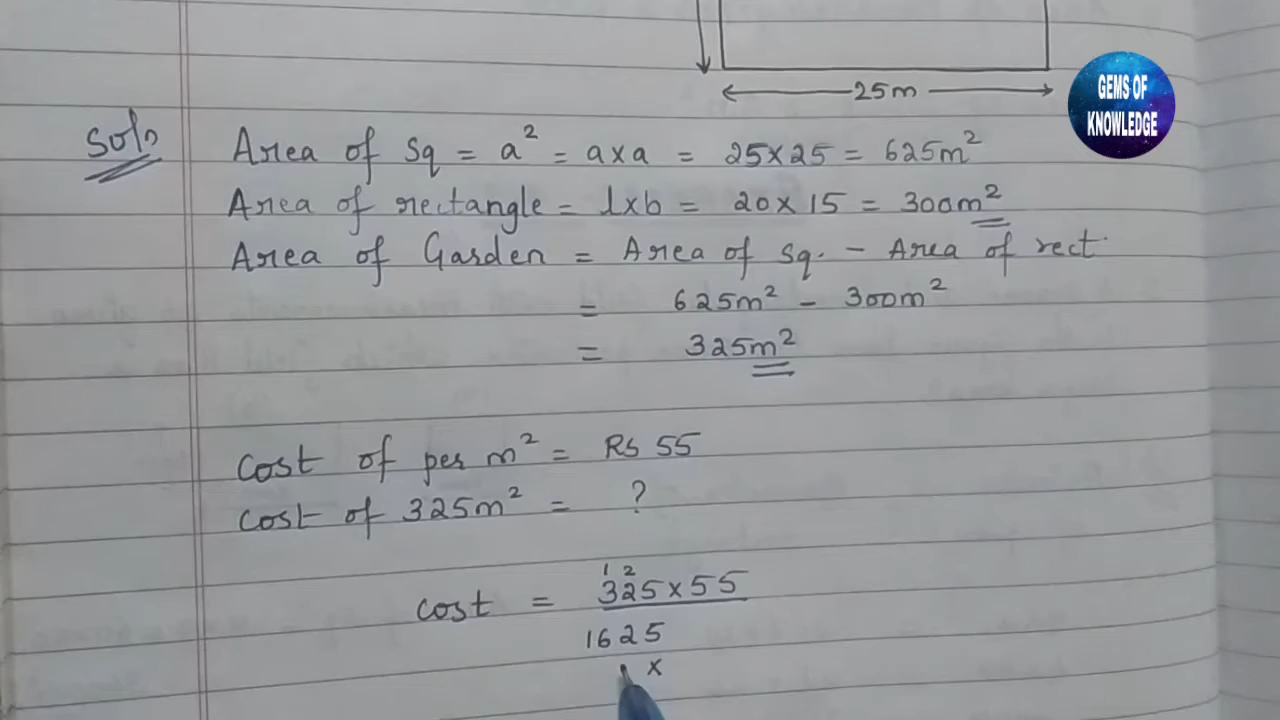 25m
GEMS OF
KNOWLEDGE
Soln
Area of Sq = a² = a×a = 25×25 = 625m²
Area of rectangle = l×b = 20 × 15 = 300m²
Area of Garden = Area of Sq. - Area of rect.
= 625m² - 300m²
= 325m²
Cost of per m² = Rs 55
Cost of 325m² = ?
1 2
Cost = 325×55
1625
x